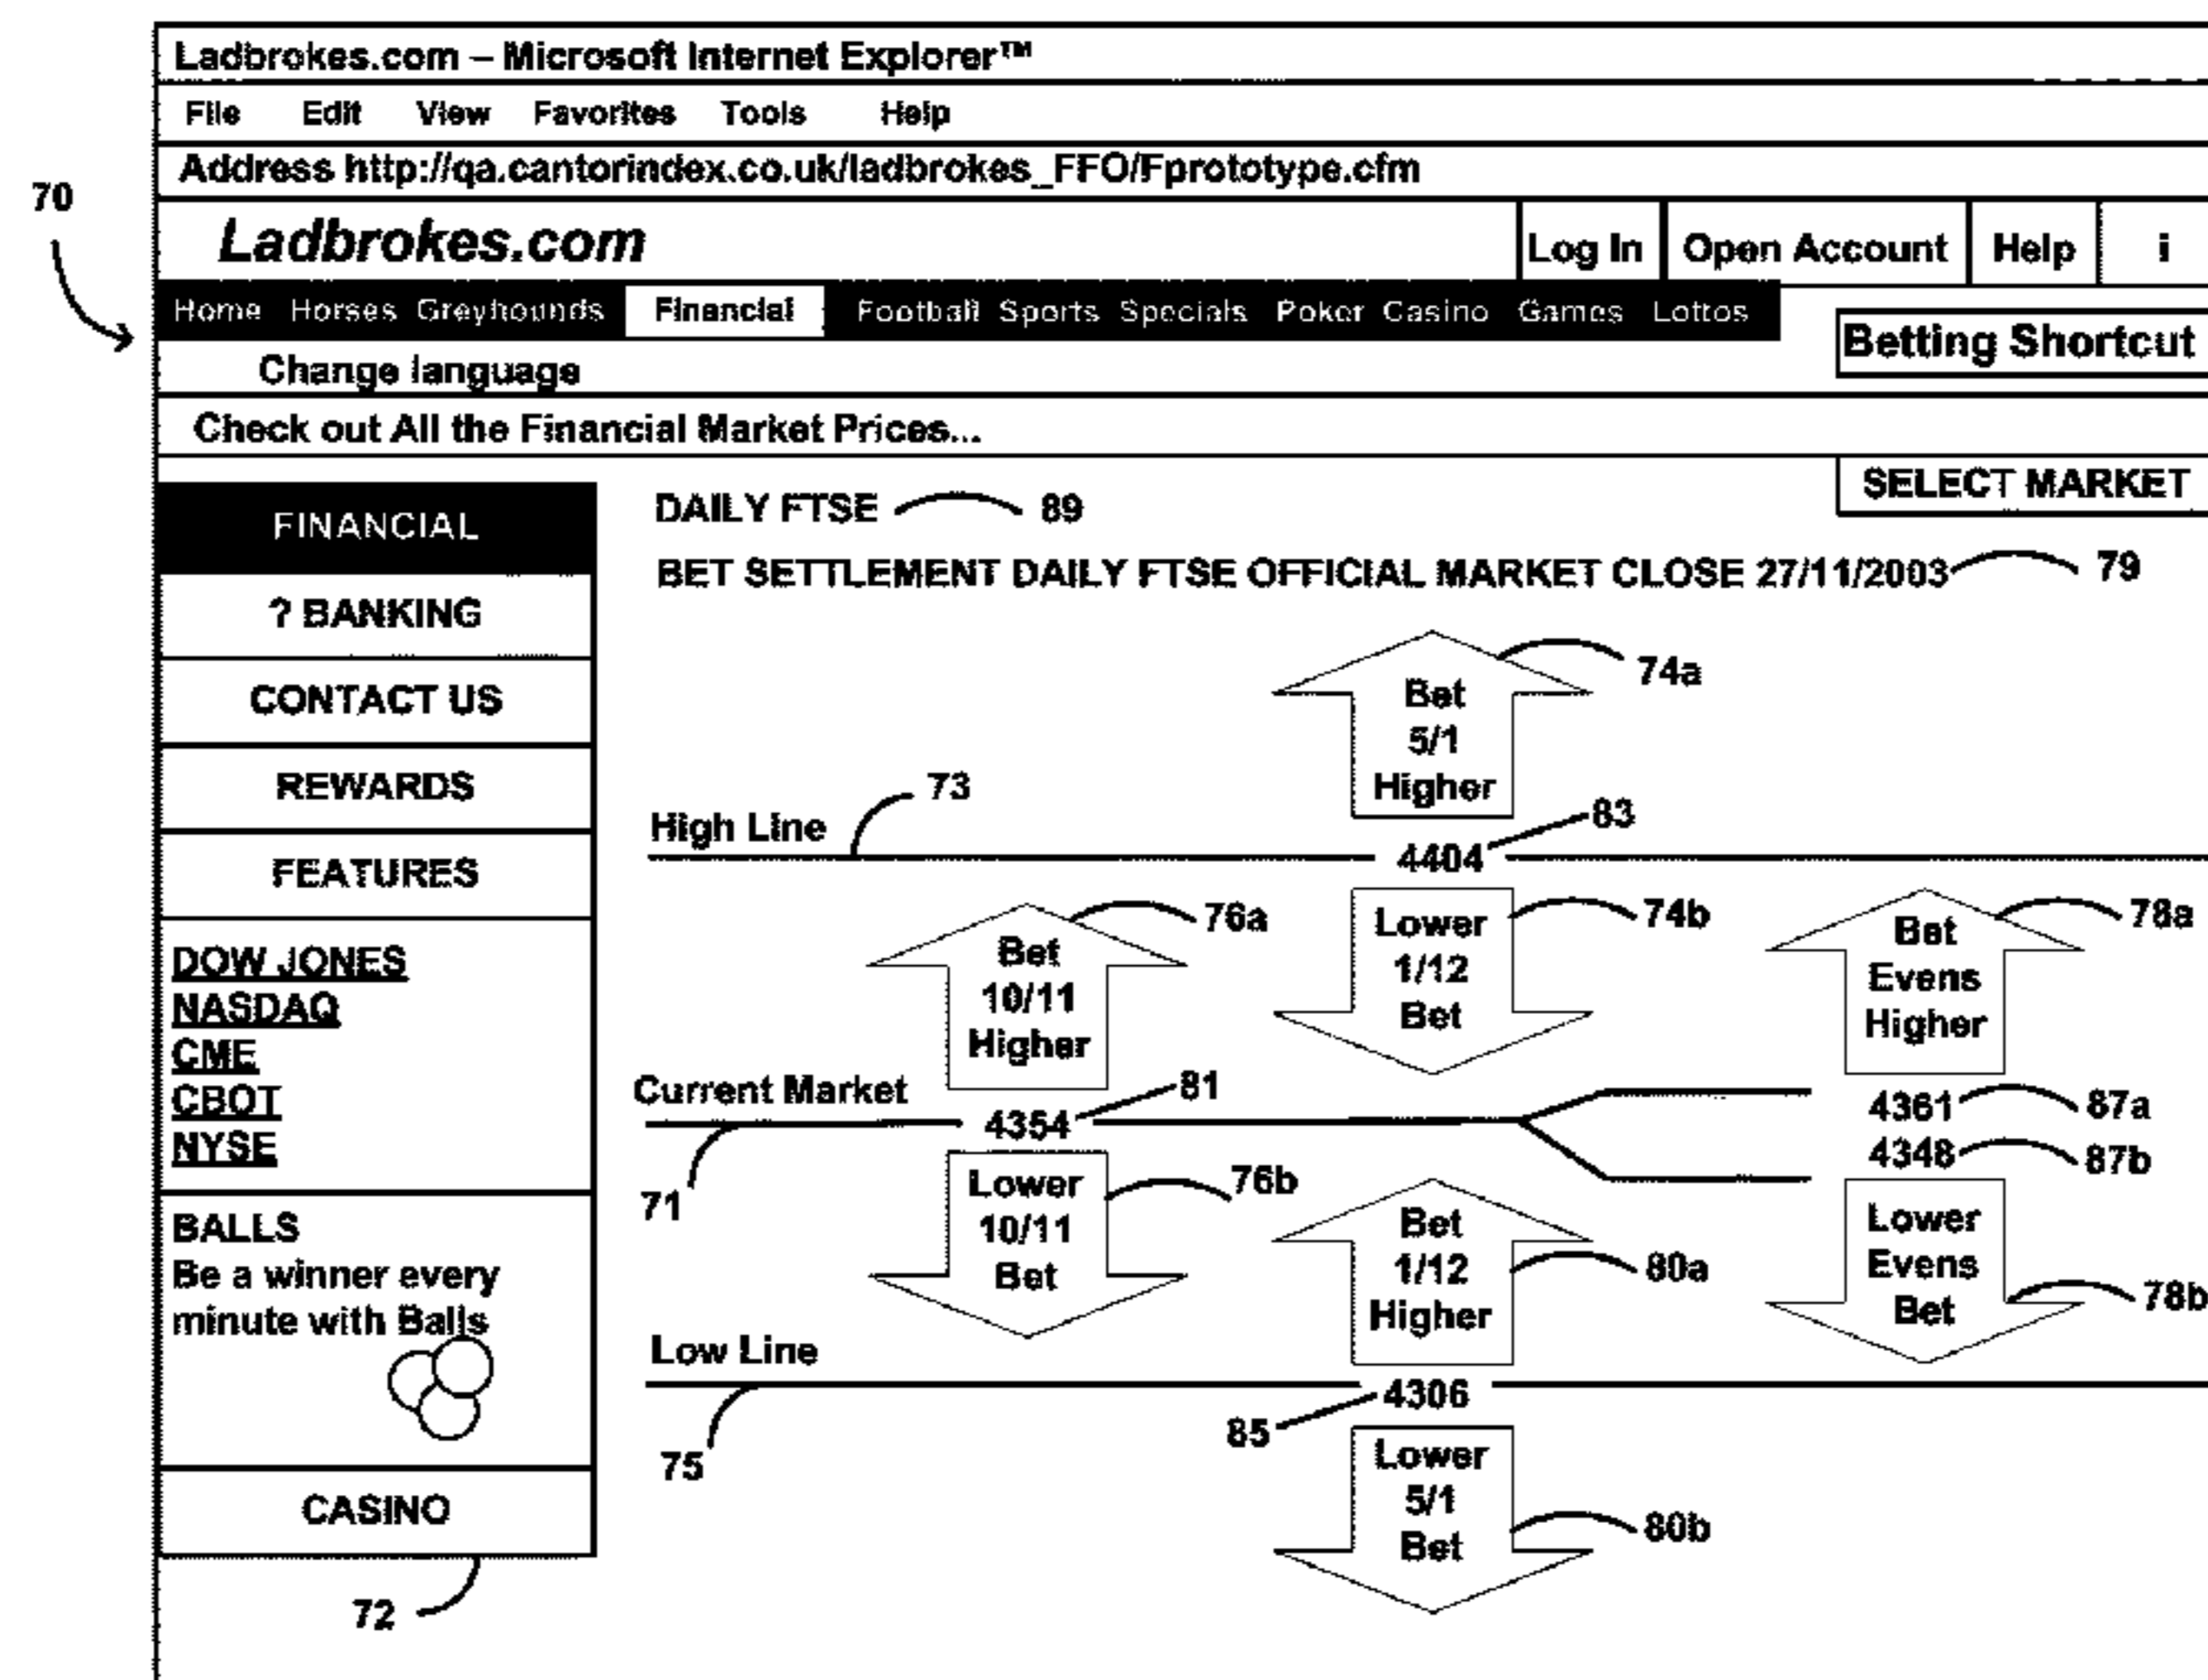 Ladbrokes.com – Microsoft Internet Explorer™
File Edit View Favorites Tools Help
Address http://qa.cantorindex.co.uk/ladbrokes_FFO/Fprototype.cfm
70
Ladbrokes.com Log In Open Account Help i
Home Horses Greyhounds Financial Football Sports Specials Poker Casino Games Lottos
Betting Shortcut
Change language
Check out All the Financial Market Prices...
SELECT MARKET
FINANCIAL
? BANKING
CONTACT US
REWARDS
FEATURES
DOW JONES
NASDAQ
CME
CBOT
NYSE
BALLS
Be a winner every
minute with Balls
CASINO
72
DAILY FTSE 89
BET SETTLEMENT DAILY FTSE OFFICIAL MARKET CLOSE 27/11/2003 79
Bet
5/1
Higher
74a
High Line
73
4404
83
Lower
1/12
Bet
74b
Bet
10/11
Higher
76a
Bet
Evens
Higher
78a
Current Market
71
4354
81
4361
87a
4348
87b
Lower
10/11
Bet
76b
Bet
1/12
Higher
80a
Lower
Evens
Bet
78b
Low Line
75
4306
85
Lower
5/1
Bet
80b